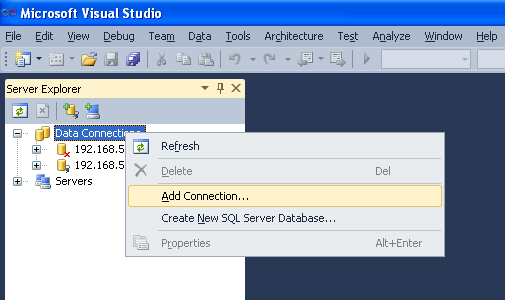 Microsoft Visual Studio
File Edit View Debug Team Data Tools Architecture Test Analyze Window Help
Server Explorer
Data Connections
192.168.5
192.168.5
Servers
Refresh
Delete Del
Add Connection...
Create New SQL Server Database...
Properties Alt+Enter